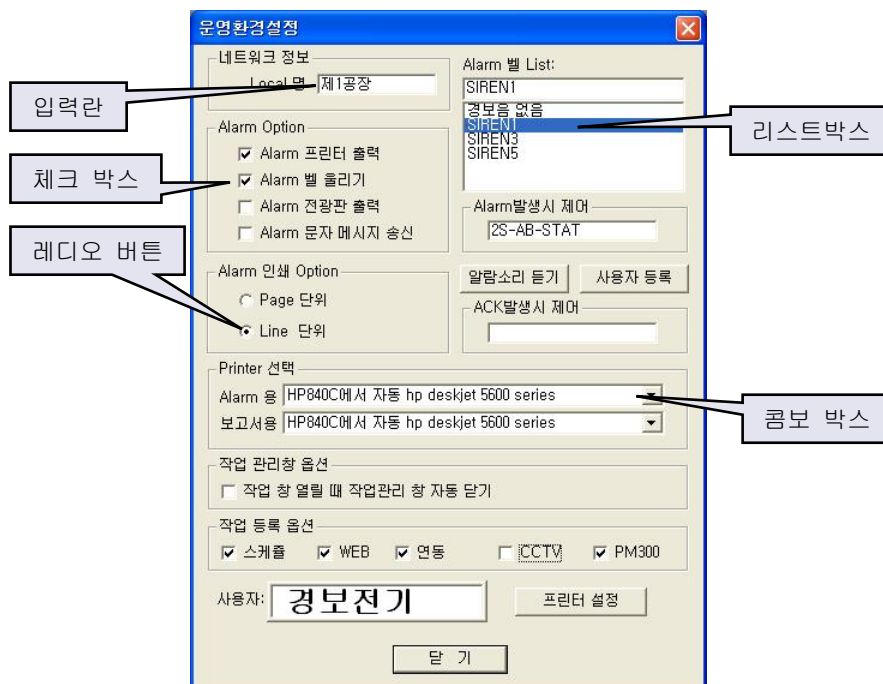 운영환경설정
네트워크 정보
Local 명 제1공장
Alarm 벨 List:
SIREN1
경보음 없음
SIREN1
SIREN3
SIREN5
입력란
리스트박스
Alarm Option
Alarm 프린터 출력
Alarm 벨 울리기
Alarm 전광판 출력
Alarm 문자 메시지 송신
체크 박스
Alarm발생시 제어
2S-AB-STAT
레디오 버튼
Alarm 인쇄 Option
Page 단위
Line 단위
알람소리 듣기 사용자 등록
ACK발생시 제어
Printer 선택
Alarm 용 HP840C에서 자동 hp deskjet 5600 series
보고서용 HP840C에서 자동 hp deskjet 5600 series
콤보 박스
작업 관리창 옵션
작업 창 열릴 때 작업관리 창 자동 닫기
작업 등록 옵션
스케쥴 WEB 연동 CCTV PM300
사용자: 경보전기 프린터 설정
닫 기